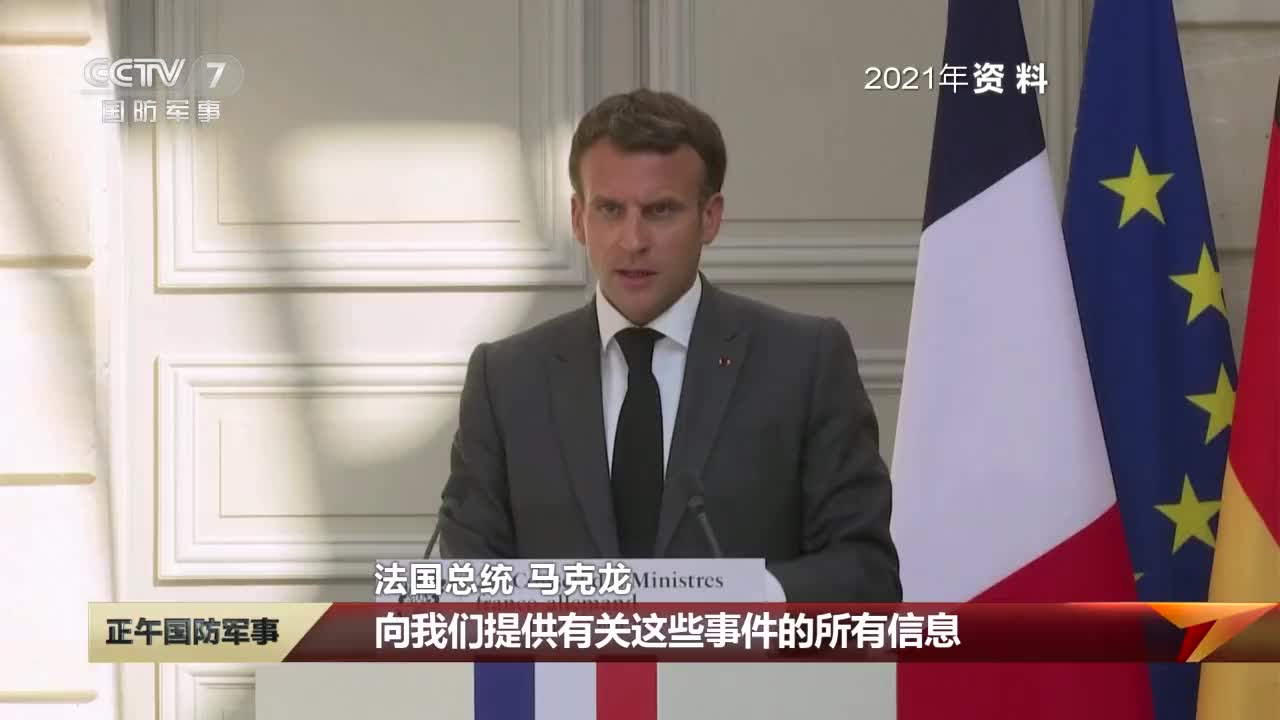 CCTV 7
国防军事
2021年资料
Ministres
franco-allemand
法国总统 马克龙
正午国防军事
向我们提供有关这些事件的所有信息